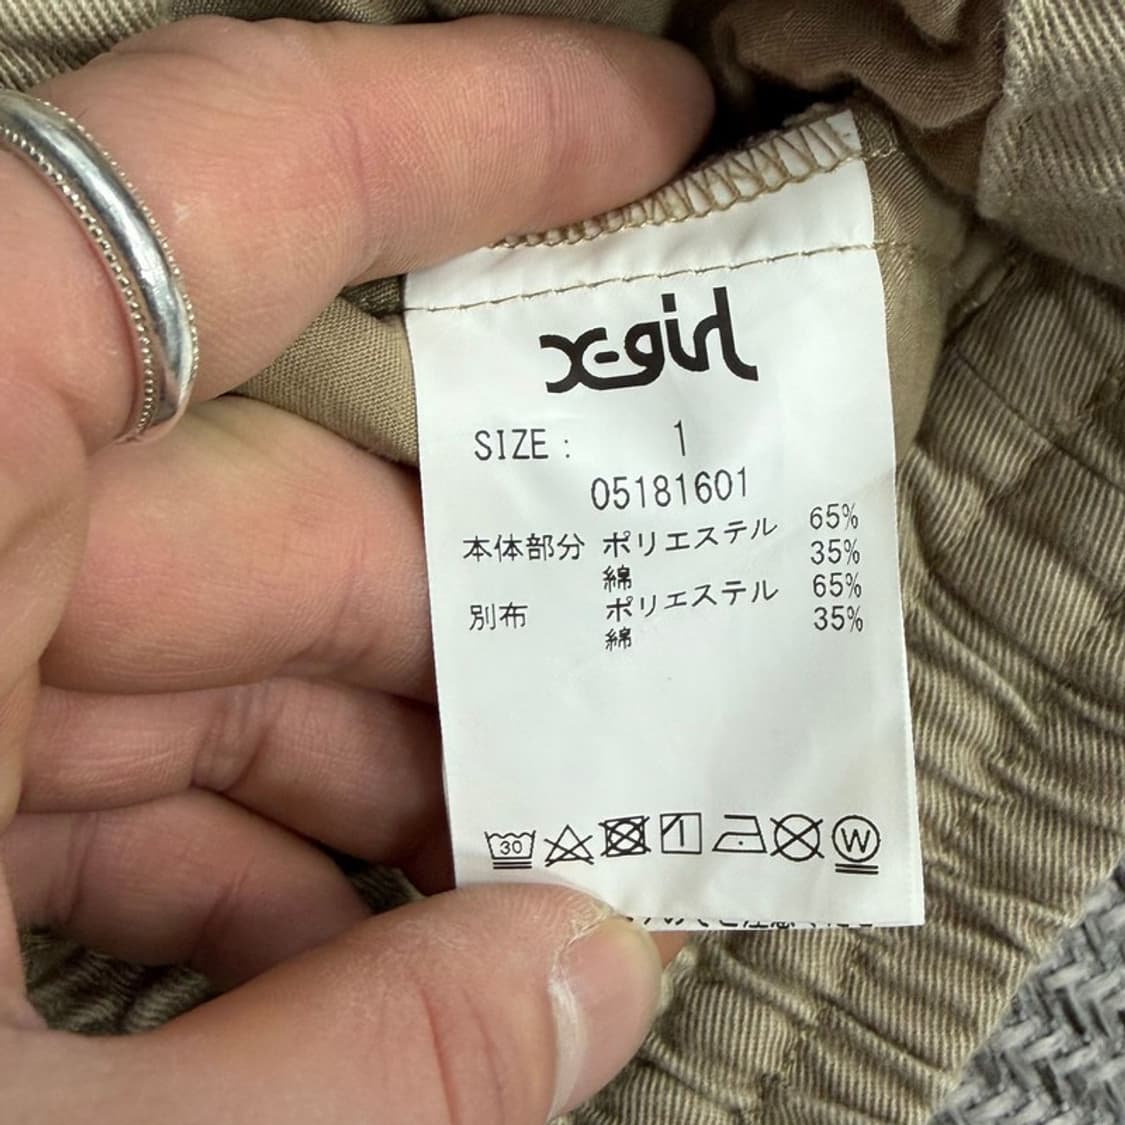 X-girl
SIZE : 1
05181601
本体部分 ポリエステル 65%
綿 35%
別布 ポリエステル 65%
綿 35%
30
W